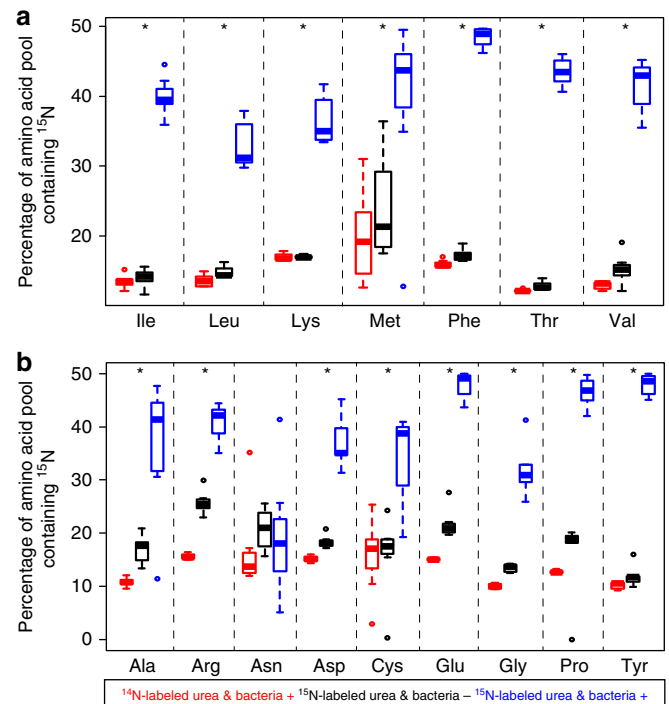 a
Percentage of amino acid pool
containing ¹⁵N
50
40
30
20
* * * * * * *
Ile Leu Lys Met Phe Thr Val
b
Percentage of amino acid pool
containing ¹⁵N
50
40
30
20
10
0
* * * * * * * *
Ala Arg Asn Asp Cys Glu Gly Pro Tyr
¹⁴N-labeled urea & bacteria + ¹⁵N-labeled urea & bacteria – ¹⁵N-labeled urea & bacteria +